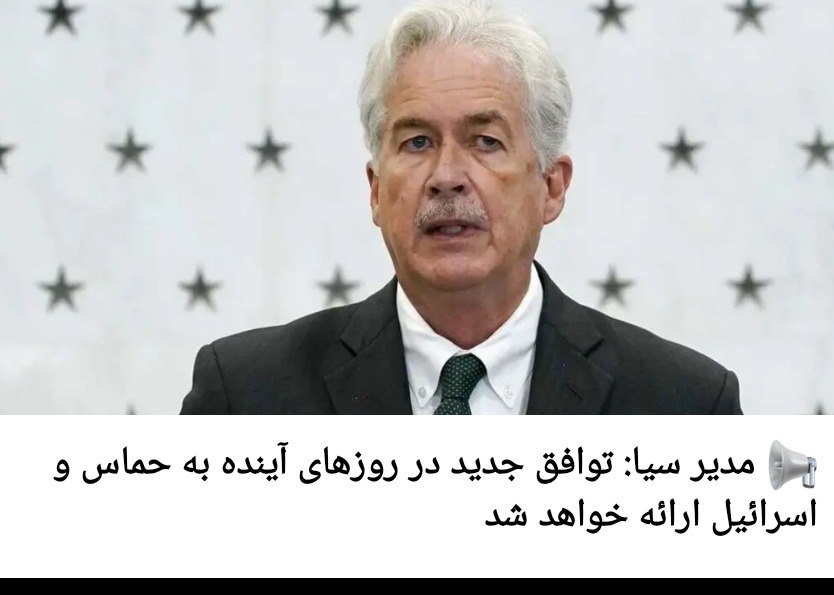 📢 مدیر سیا: توافق جدید در روزهای آینده به حماس و
اسرائیل ارائه خواهد شد